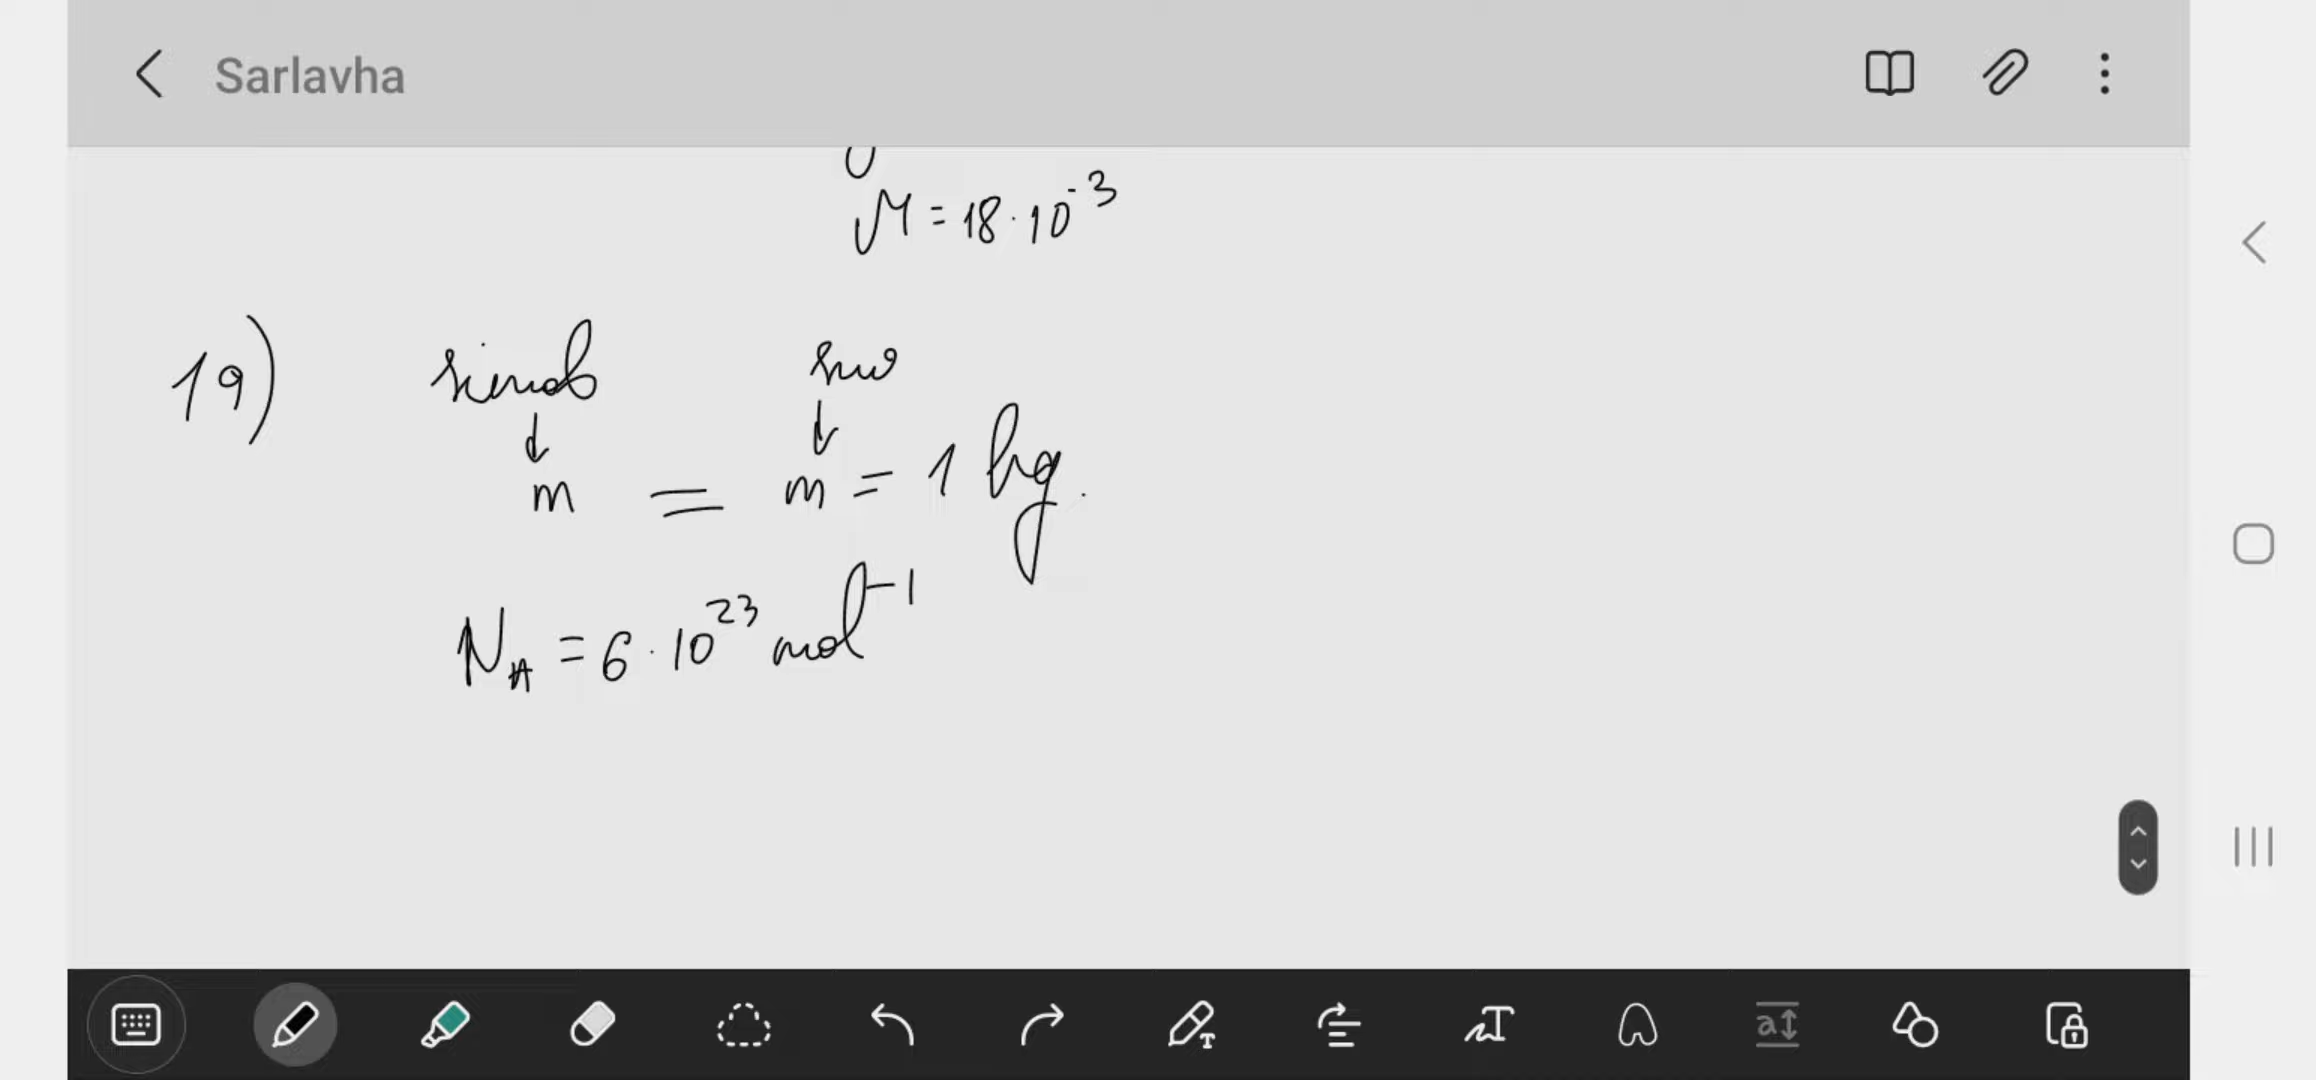 Sarlavha
M = 18 · 10⁻³
19) simob suv
m = m = 1 kg.
N_A = 6 · 10²³ mol⁻¹